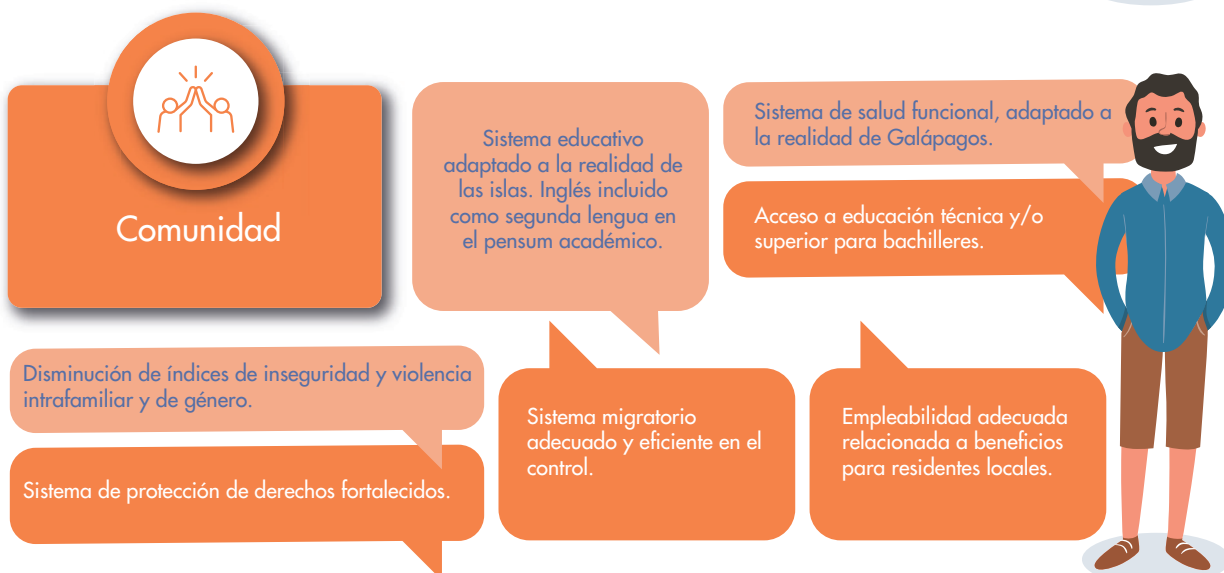 Comunidad
Sistema educativo
adaptado a la realidad de
las islas. Inglés incluido
como segunda lengua en
el pensum académico.
Sistema de salud funcional, adaptado a
la realidad de Galápagos.
Acceso a educación técnica y/o
superior para bachilleres.
Disminución de índices de inseguridad y violencia
intrafamiliar y de género.
Sistema de protección de derechos fortalecidos.
Sistema migratorio
adecuado y eficiente en el
control.
Empleabilidad adecuada
relacionada a beneficios
para residentes locales.